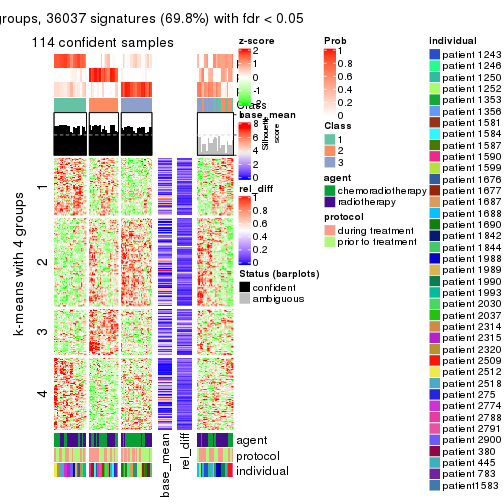 groups, 36037 signatures (69.8%) with fdr < 0.05
114 confident samples
k-means with 4 groups
1
2
3
4
Class
Silhouette
score
agent
protocol
individual
base_mean
rel_diff
z-score
2
1
0
-1
-2
base_mean
8
6
4
2
0
rel_diff
1
0.8
0.6
0.4
0.2
0
Status (barplots)
confident
ambiguous
Prob
1
0.8
0.6
0.4
0.2
0
Class
1
2
3
agent
chemoradiotherapy
radiotherapy
protocol
during treatment
prior to treatment
individual
patient 1243
patient 1246
patient 1250
patient 1252
patient 1353
patient 1356
patient 1581
patient 1584
patient 1587
patient 1590
patient 1599
patient 1676
patient 1677
patient 1687
patient 1688
patient 1690
patient 1842
patient 1844
patient 1988
patient 1989
patient 1990
patient 1993
patient 2030
patient 2037
patient 2314
patient 2315
patient 2320
patient 2509
patient 2512
patient 2518
patient 275
patient 2774
patient 2788
patient 2791
patient 2900
patient 380
patient 445
patient 783
patient1583